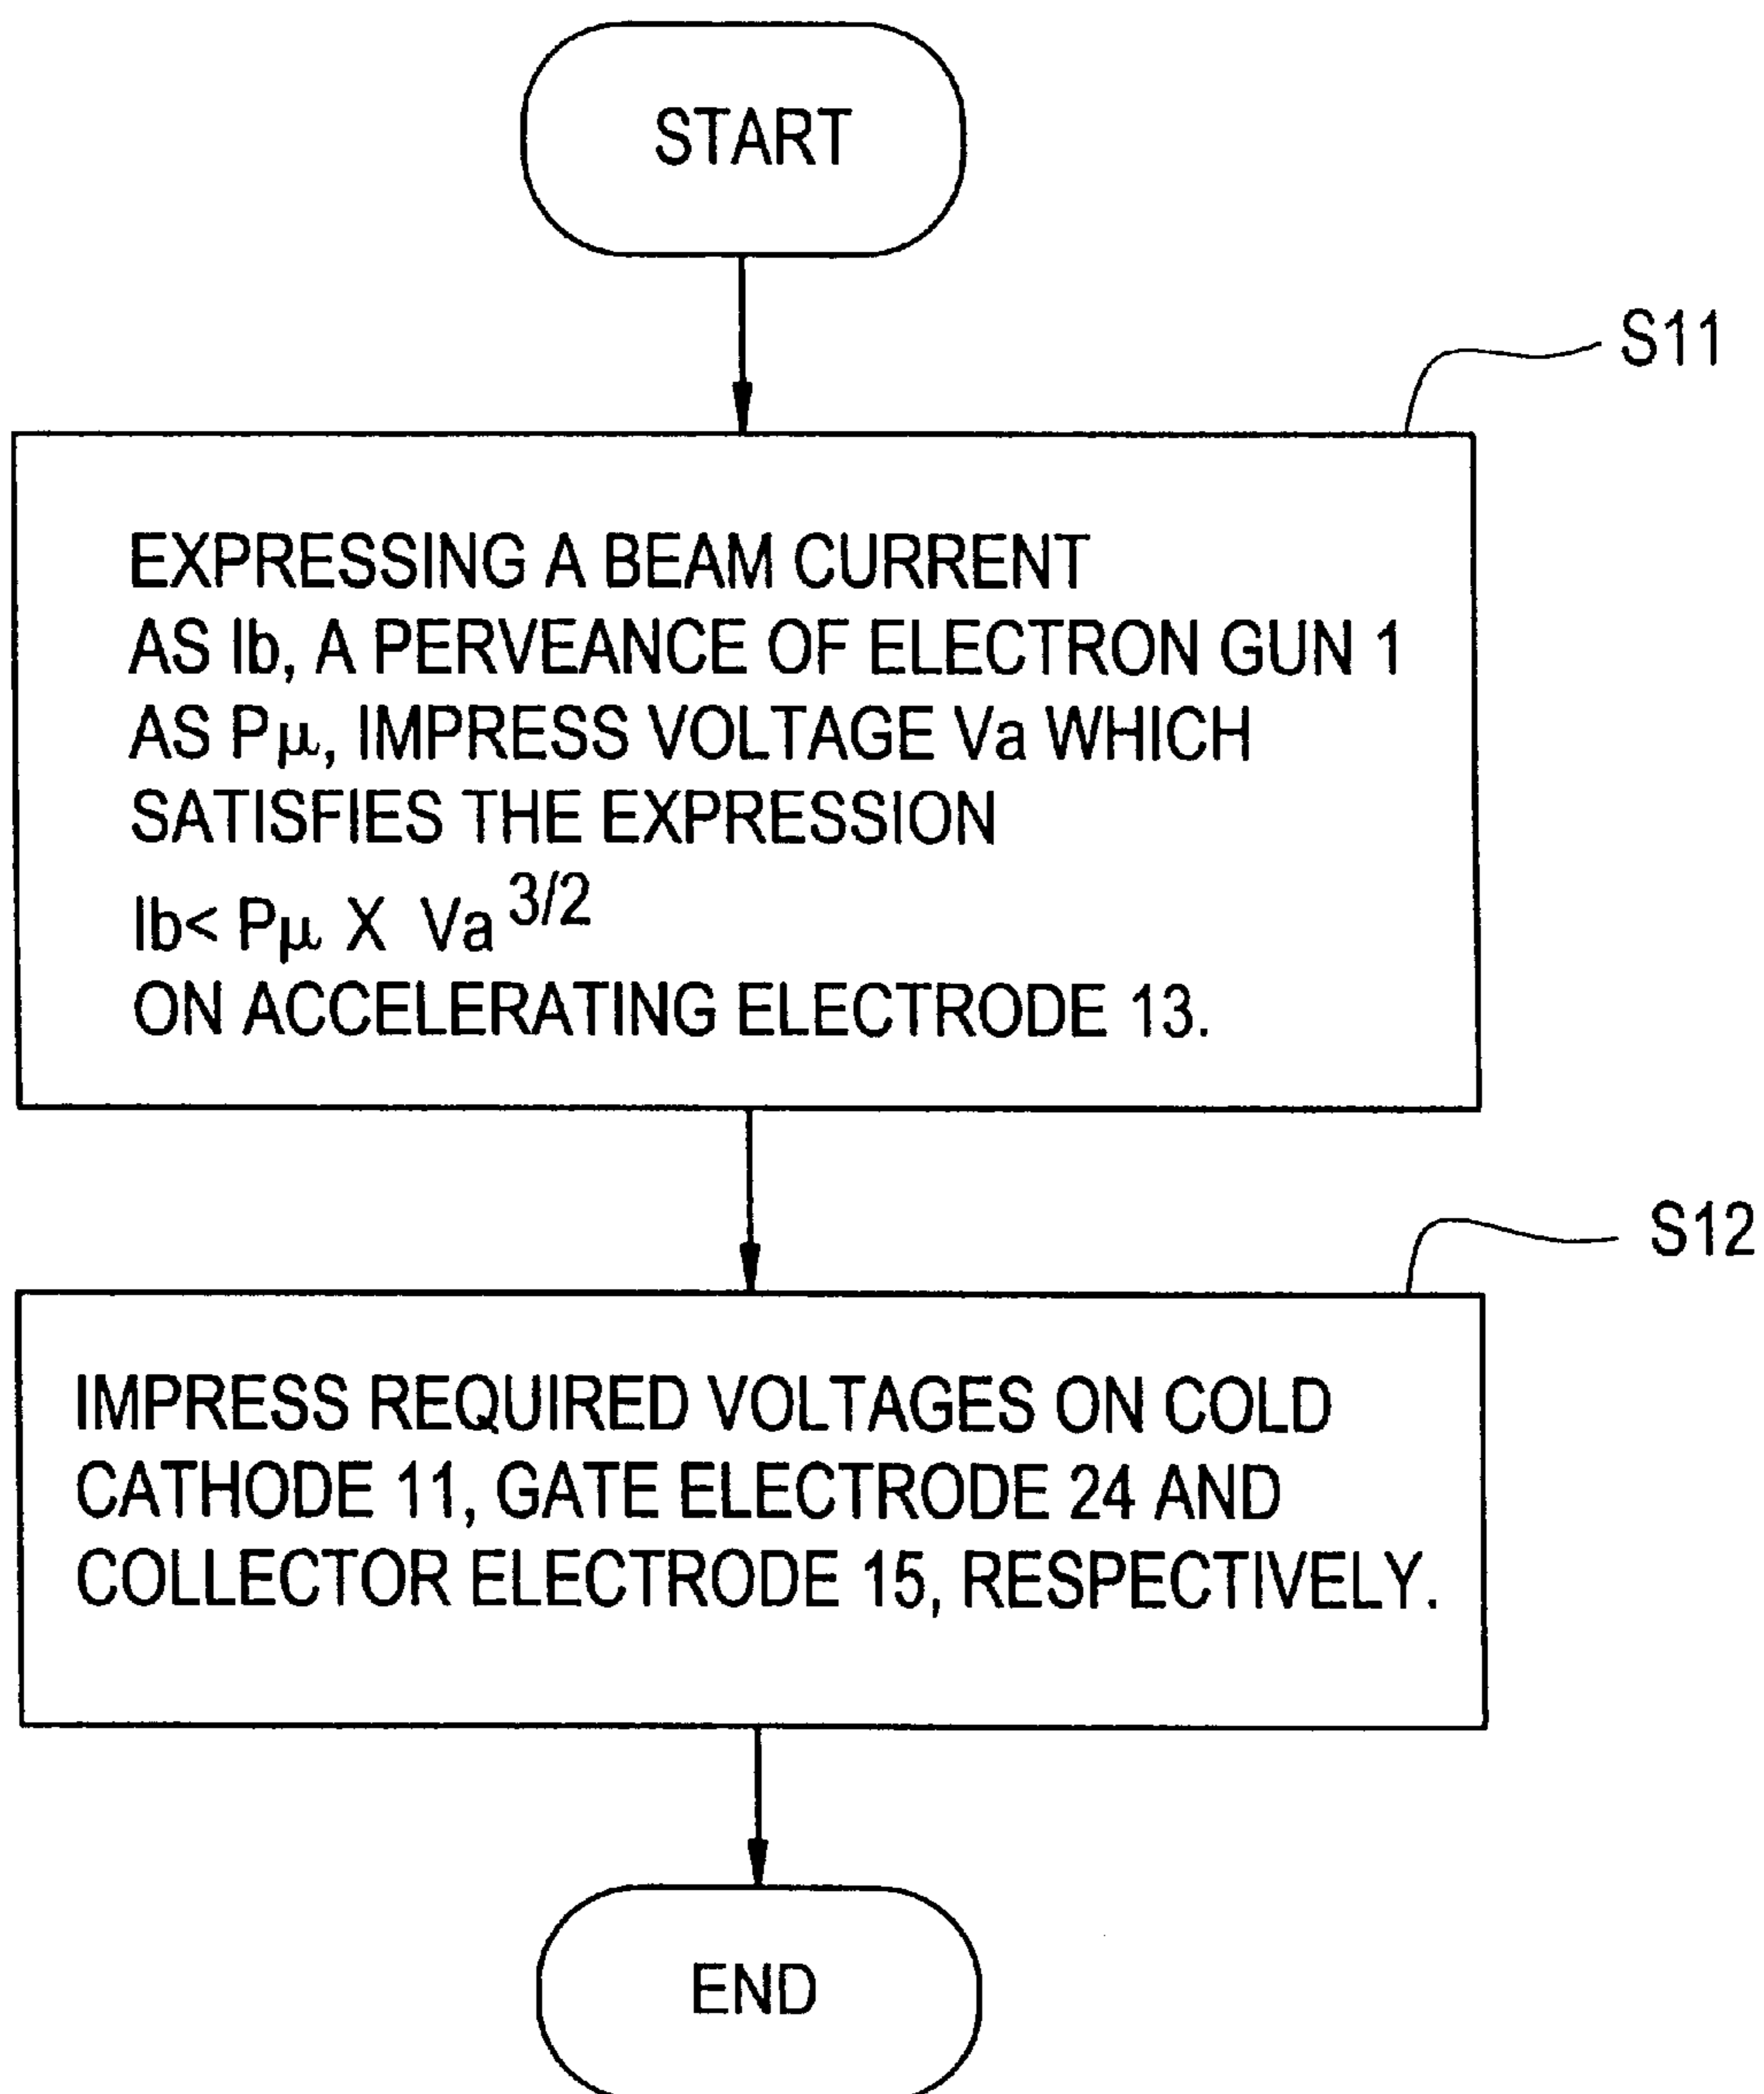 START
S11
EXPRESSING A BEAM CURRENT
AS Ib, A PERVEANCE OF ELECTRON GUN 1
AS Pμ, IMPRESS VOLTAGE Va WHICH
SATISFIES THE EXPRESSION
Ib< Pμ X Va 3/2
ON ACCELERATING ELECTRODE 13.
S12
IMPRESS REQUIRED VOLTAGES ON COLD
CATHODE 11, GATE ELECTRODE 24 AND
COLLECTOR ELECTRODE 15, RESPECTIVELY.
END